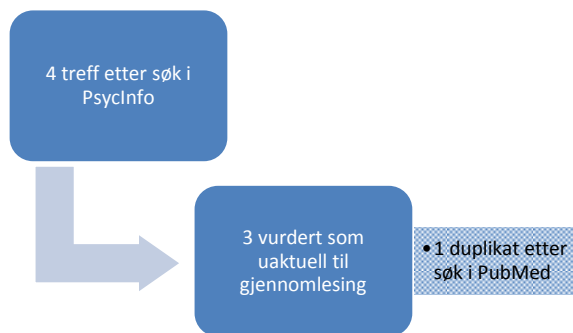 4 treff etter søk i
PsycInfo
3 vurdert som
uaktuell til
gjennomlesing
•1 duplikat etter
søk i PubMed